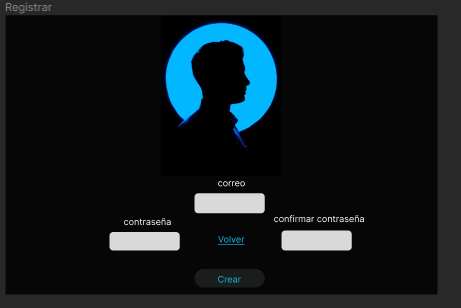 Registrar
correo
contraseña
confirmar contraseña
Volver
Crear